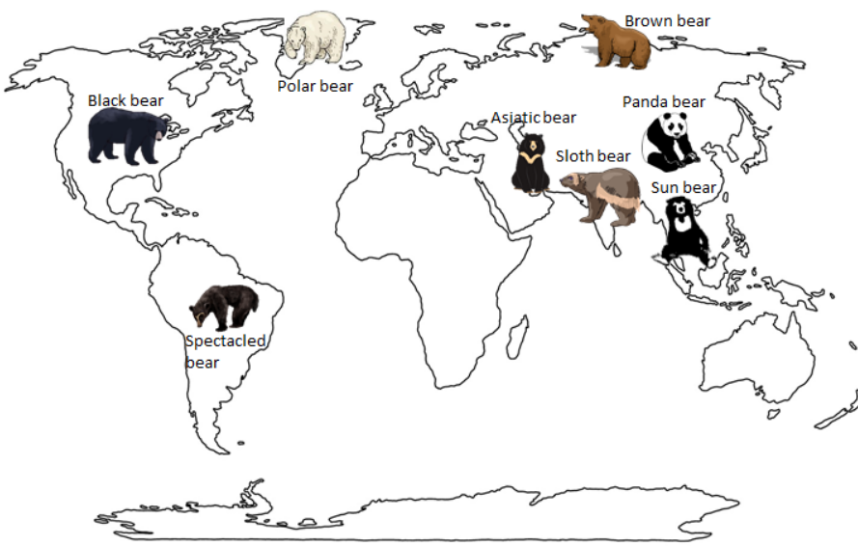 Brown bear
Polar bear
Black bear
Panda bear
Asiatic bear
Sloth bear
Sun bear
Spectacled
bear